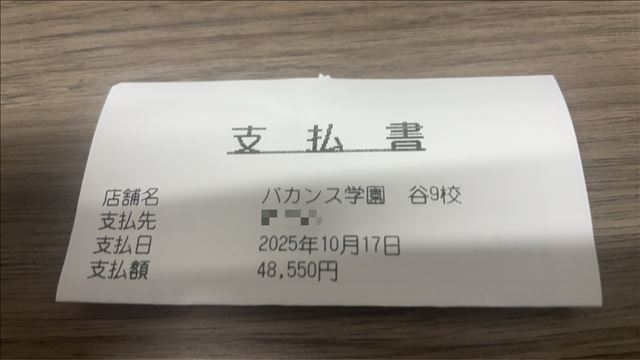 支払書
店舗名 バカンス学園 谷9校
支払先
支払日 2025年10月17日
支払額 48,550円